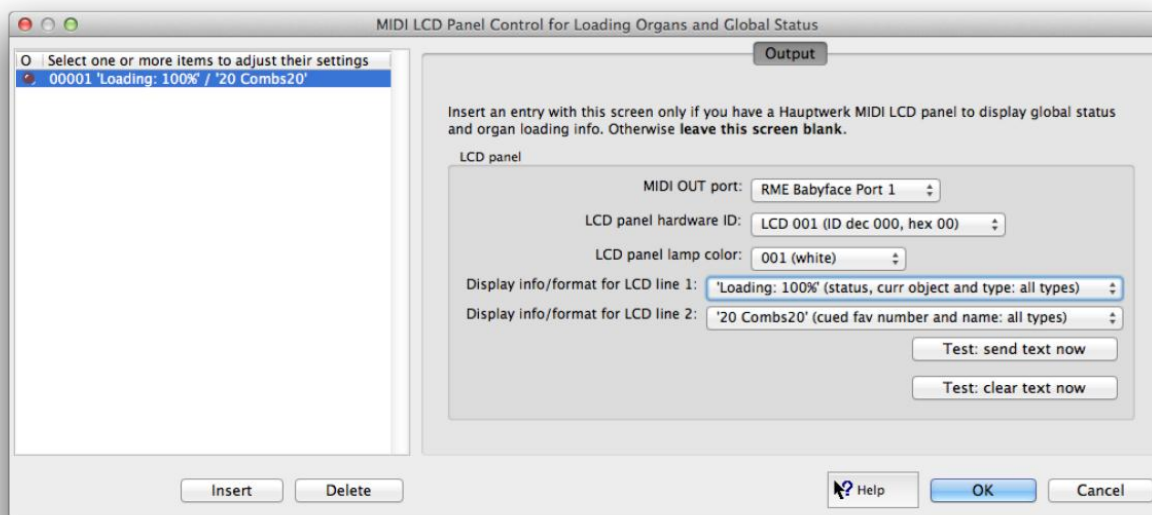 MIDI LCD Panel Control for Loading Organs and Global Status
O Select one or more items to adjust their settings
00001 'Loading: 100%' / '20 Combs20'
Output
Insert an entry with this screen only if you have a Hauptwerk MIDI LCD panel to display global status
and organ loading info. Otherwise leave this screen blank.
LCD panel
MIDI OUT port: RME Babyface Port 1
LCD panel hardware ID: LCD 001 (ID dec 000, hex 00)
LCD panel lamp color: 001 (white)
Display info/format for LCD line 1: 'Loading: 100%' (status, curr object and type: all types)
Display info/format for LCD line 2: '20 Combs20' (cued fav number and name: all types)
Test: send text now
Test: clear text now
Insert Delete ? Help OK Cancel